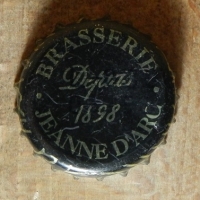 BRASSERIE
Depuis
1898
JEANNE D'ARC